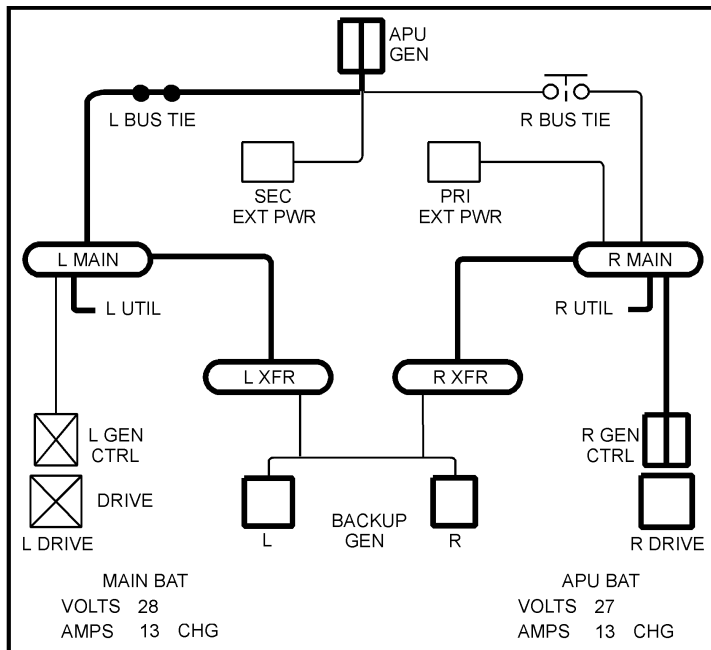 APU
GEN
L BUS TIE
R BUS TIE
SEC
EXT PWR
PRI
EXT PWR
L MAIN
R MAIN
L UTIL
R UTIL
L XFR
R XFR
L GEN
CTRL
R GEN
CTRL
DRIVE
L DRIVE
L
BACKUP
GEN
R
R DRIVE
MAIN BAT
VOLTS 28
AMPS 13 CHG
APU BAT
VOLTS 27
AMPS 13 CHG